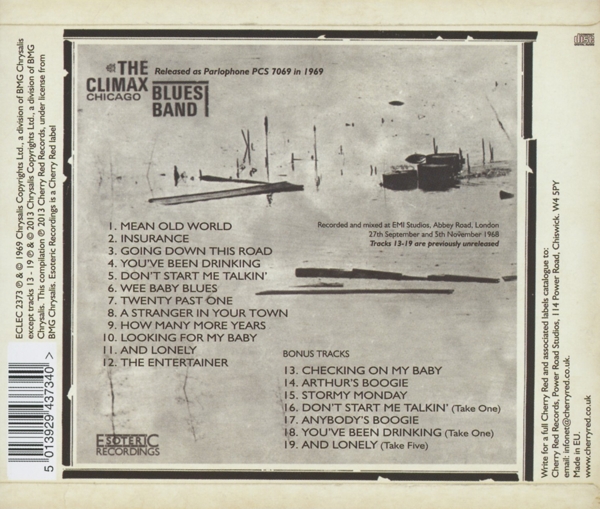 THE
CLIMAX
CHICAGO
BLUES
BAND
Released as Parlophone PCS 7069 in 1969
Recorded and mixed at EMI Studios, Abbey Road, London
27th September and 5th November 1968
Tracks 13-19 are previously unreleased
1. MEAN OLD WORLD
2. INSURANCE
3. GOING DOWN THIS ROAD
4. YOU'VE BEEN DRINKING
5. DON'T START ME TALKIN'
6. WEE BABY BLUES
7. TWENTY PAST ONE
8. A STRANGER IN YOUR TOWN
9. HOW MANY MORE YEARS
10. LOOKING FOR MY BABY
11. AND LONELY
12. THE ENTERTAINER
BONUS TRACKS
13. CHECKING ON MY BABY
14. ARTHUR'S BOOGIE
15. STORMY MONDAY
16. DON'T START ME TALKIN' (Take One)
17. ANYBODY'S BOOGIE
18. YOU'VE BEEN DRINKING (Take One)
19. AND LONELY (Take Five)
ESOTERIC
RECORDINGS
ECLEC 2373 ℗ & © 1969 Chrysalis Copyrights Ltd., a division of BMG Chrysalis
except tracks 13 - 19 ℗ & © 2013 Chrysalis Copyrights Ltd., a division of BMG
Chrysalis. This compilation ℗ 2013 Cherry Red Records, under license from
BMG Chrysalis. Esoteric Recordings is a Cherry Red label
5 013929 437340 >
disc
Write for a full Cherry Red and associated labels catalogue to:
Cherry Red Records, Power Road Studios, 114 Power Road, Chiswick. W4 5PY
email: infonet@cherryred.co.uk.
Made in EU.
www.cherryred.co.uk